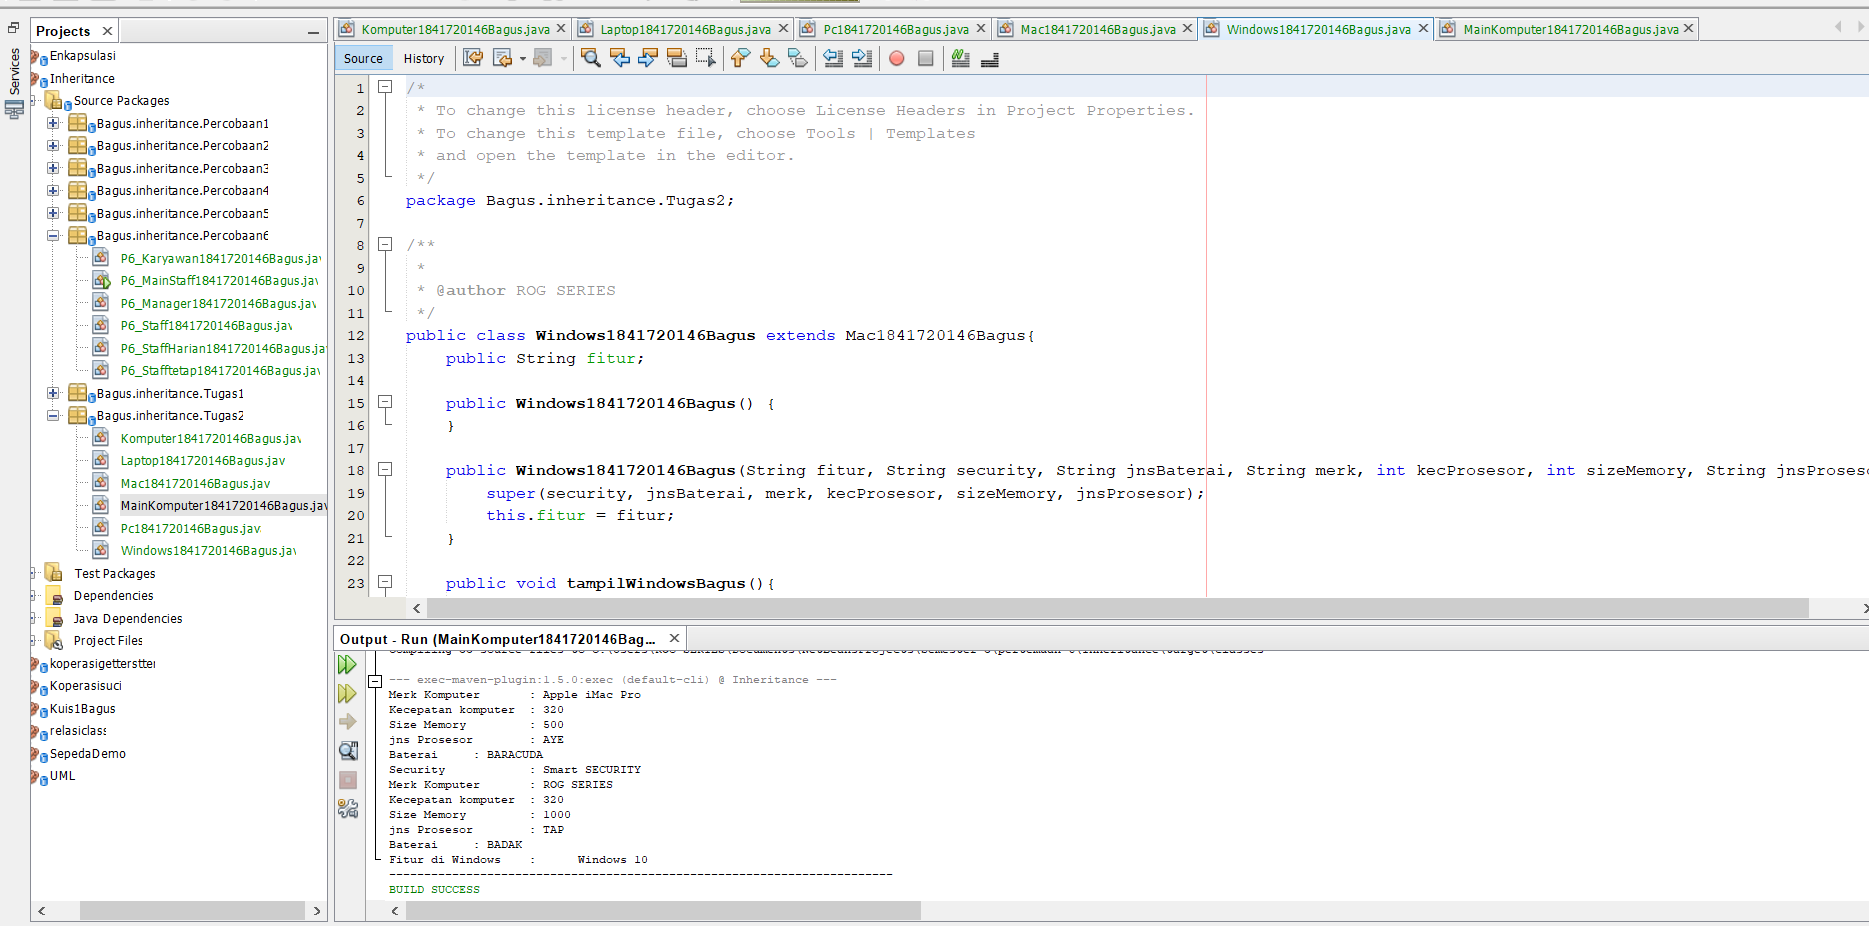 Services
Projects
Enkapsulasi
Inheritance
Source Packages
Bagus.inheritance.Percobaan1
Bagus.inheritance.Percobaan2
Bagus.inheritance.Percobaan3
Bagus.inheritance.Percobaan4
Bagus.inheritance.Percobaan5
Bagus.inheritance.Percobaan6
P6_Karyawan1841720146Bagus.jav
P6_MainStaff1841720146Bagus.jav
P6_Manager1841720146Bagus.jav
P6_Staff1841720146Bagus.jav
P6_StaffHarian1841720146Bagus.jav
P6_Stafftetap1841720146Bagus.jav
Bagus.inheritance.Tugas1
Bagus.inheritance.Tugas2
Komputer1841720146Bagus.jav
Laptop1841720146Bagus.jav
Mac1841720146Bagus.jav
MainKomputer1841720146Bagus.jav
Pc1841720146Bagus.jav
Windows1841720146Bagus.jav
Test Packages
Dependencies
Java Dependencies
Project Files
koperasigetterstter
Koperasisuci
Kuis1Bagus
relasiclass
SepedaDemo
UML
Komputer1841720146Bagus.java Laptop1841720146Bagus.java Pc1841720146Bagus.java Mac1841720146Bagus.java Windows1841720146Bagus.java MainKomputer1841720146Bagus.java
Source History
1 /*
2 * To change this license header, choose License Headers in Project Properties.
3 * To change this template file, choose Tools | Templates
4 * and open the template in the editor.
5 */
6 package Bagus.inheritance.Tugas2;
7
8 /**
9 *
10 * @author ROG SERIES
11 */
12 public class Windows1841720146Bagus extends Mac1841720146Bagus{
13 public String fitur;
14
15 public Windows1841720146Bagus() {
16 }
17
18 public Windows1841720146Bagus(String fitur, String security, String jnsBaterai, String merk, int kecProsesor, int sizeMemory, String jnsProseso
19 super(security, jnsBaterai, merk, kecProsesor, sizeMemory, jnsProsesor);
20 this.fitur = fitur;
21 }
22
23 public void tampilWindowsBagus(){
Output - Run (MainKomputer1841720146Bag...
--- exec-maven-plugin:1.5.0:exec (default-cli) @ Inheritance ---
Merk Komputer : Apple iMac Pro
Kecepatan komputer : 320
Size Memory : 500
jns Prosesor : AYE
Baterai : BARACUDA
Security : Smart SECURITY
Merk Komputer : ROG SERIES
Kecepatan komputer : 320
Size Memory : 1000
jns Prosesor : TAP
Baterai : BADAK
Fitur di Windows : Windows 10
------------------------------------------------------------------------
BUILD SUCCESS